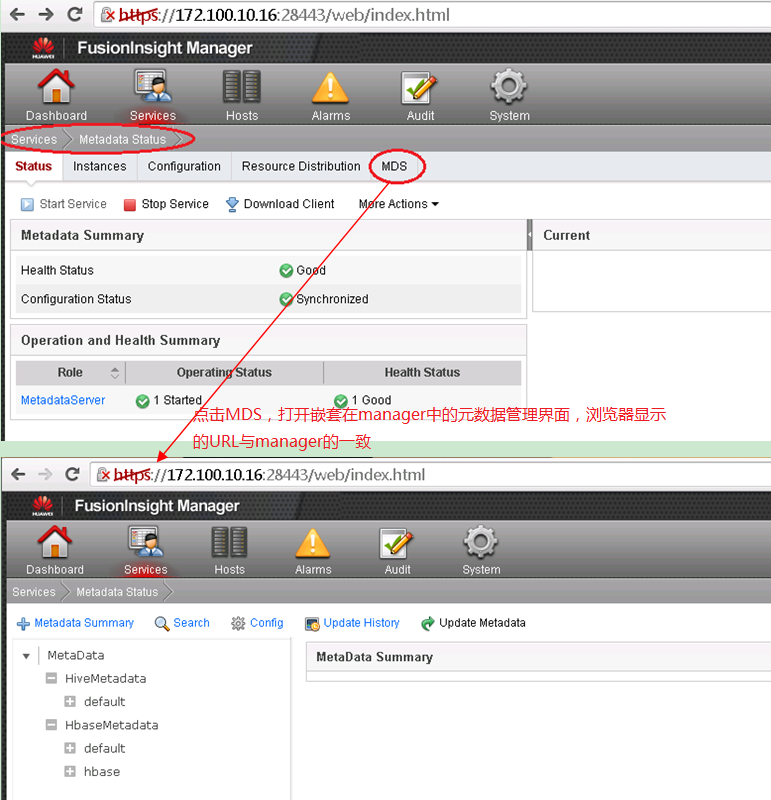 https://172.100.10.16:28443/web/index.html
HUAWEI FusionInsight Manager
Dashboard Services Hosts Alarms Audit System
Services Metadata Status
Status Instances Configuration Resource Distribution MDS
Start Service Stop Service Download Client More Actions
Metadata Summary Current
Health Status Good
Configuration Status Synchronized
Operation and Health Summary
Role Operating Status Health Status
MetadataServer 1 Started 1 Good
点击MDS，打开嵌套在manager中的元数据管理界面，浏览器显示
的URL与manager的一致
https://172.100.10.16:28443/web/index.html
HUAWEI FusionInsight Manager
Dashboard Services Hosts Alarms Audit System
Services Metadata Status
Metadata Summary Search Config Update History Update Metadata
MetaData MetaData Summary
HiveMetadata
default
HbaseMetadata
default
hbase